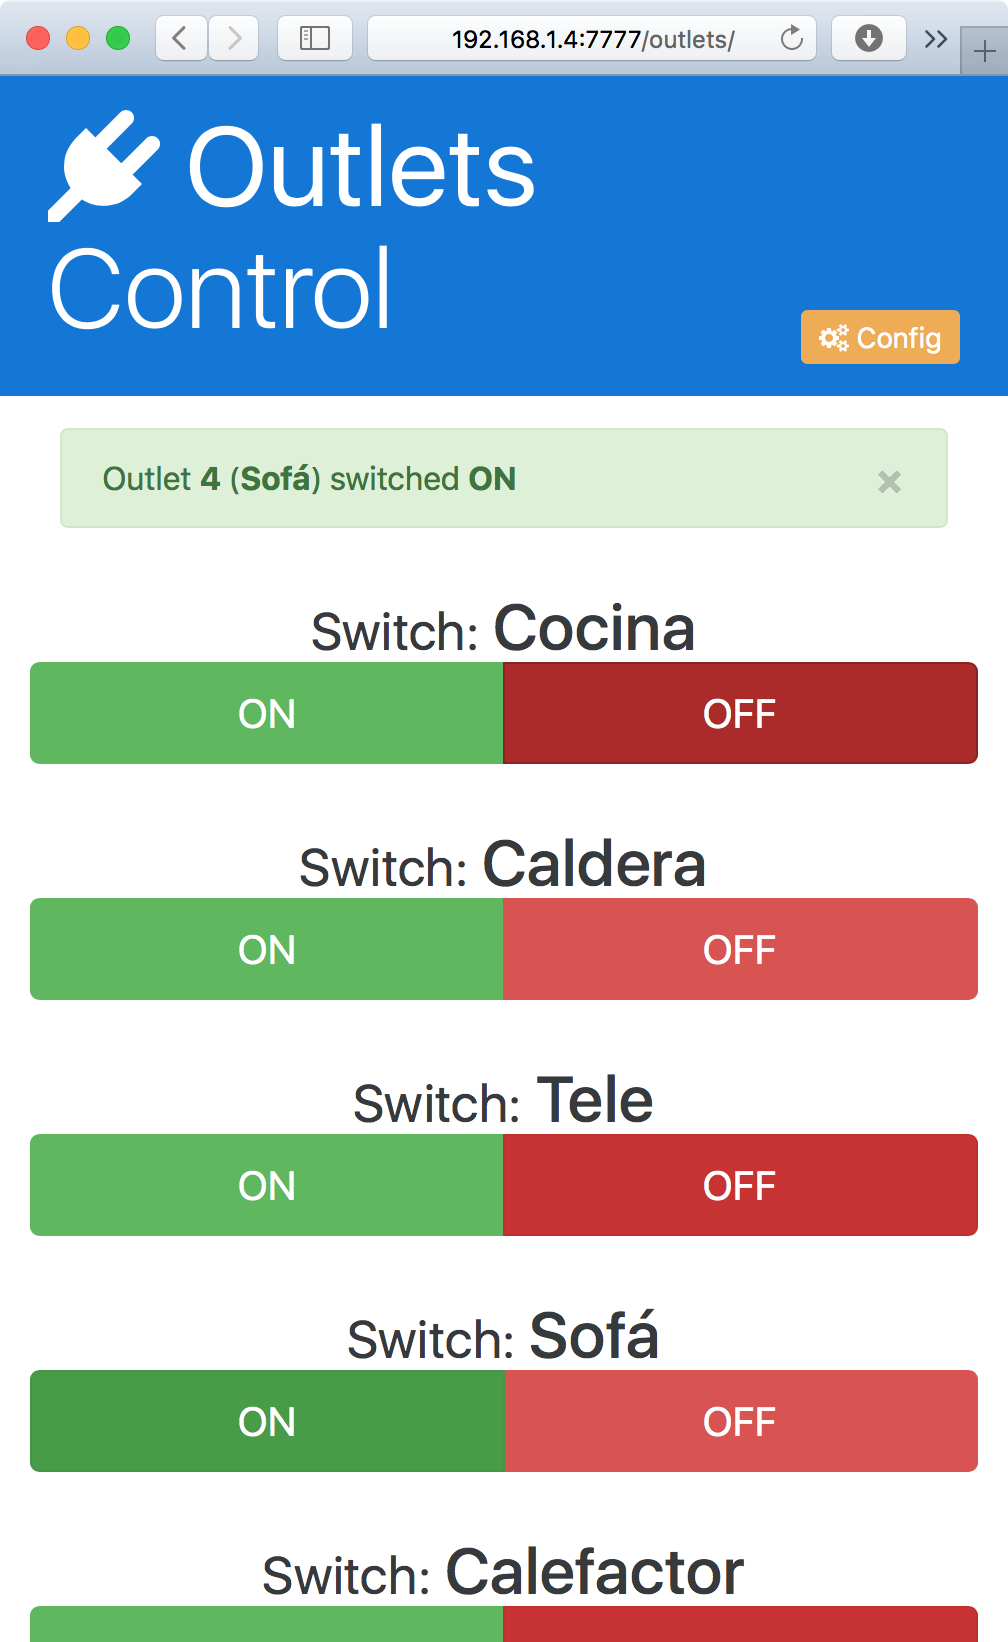 192.168.1.4:7777/outlets/
Outlets
Control
Config
Outlet 4 (Sofá) switched ON ×
Switch: Cocina
ON OFF
Switch: Caldera
ON OFF
Switch: Tele
ON OFF
Switch: Sofá
ON OFF
Switch: Calefactor